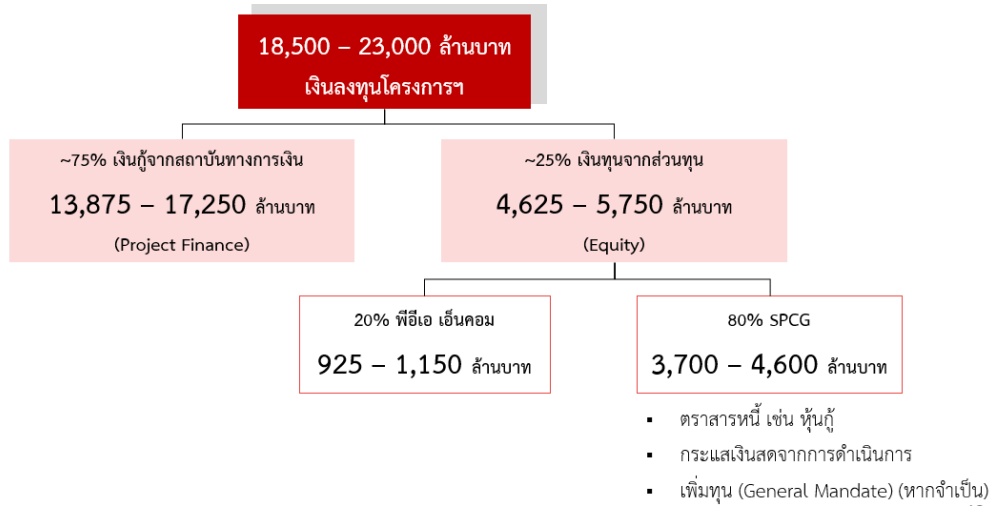 18,500 – 23,000 ล้านบาท
เงินลงทุนโครงการฯ
~75% เงินกู้จากสถาบันทางการเงิน
13,875 – 17,250 ล้านบาท
(Project Finance)
~25% เงินทุนจากส่วนทุน
4,625 – 5,750 ล้านบาท
(Equity)
20% พีอีเอ เอ็นคอม
925 – 1,150 ล้านบาท
80% SPCG
3,700 – 4,600 ล้านบาท
▪ ตราสารหนี้ เช่น หุ้นกู้
▪ กระแสเงินสดจากการดำเนินการ
▪ เพิ่มทุน (General Mandate) (หากจำเป็น)